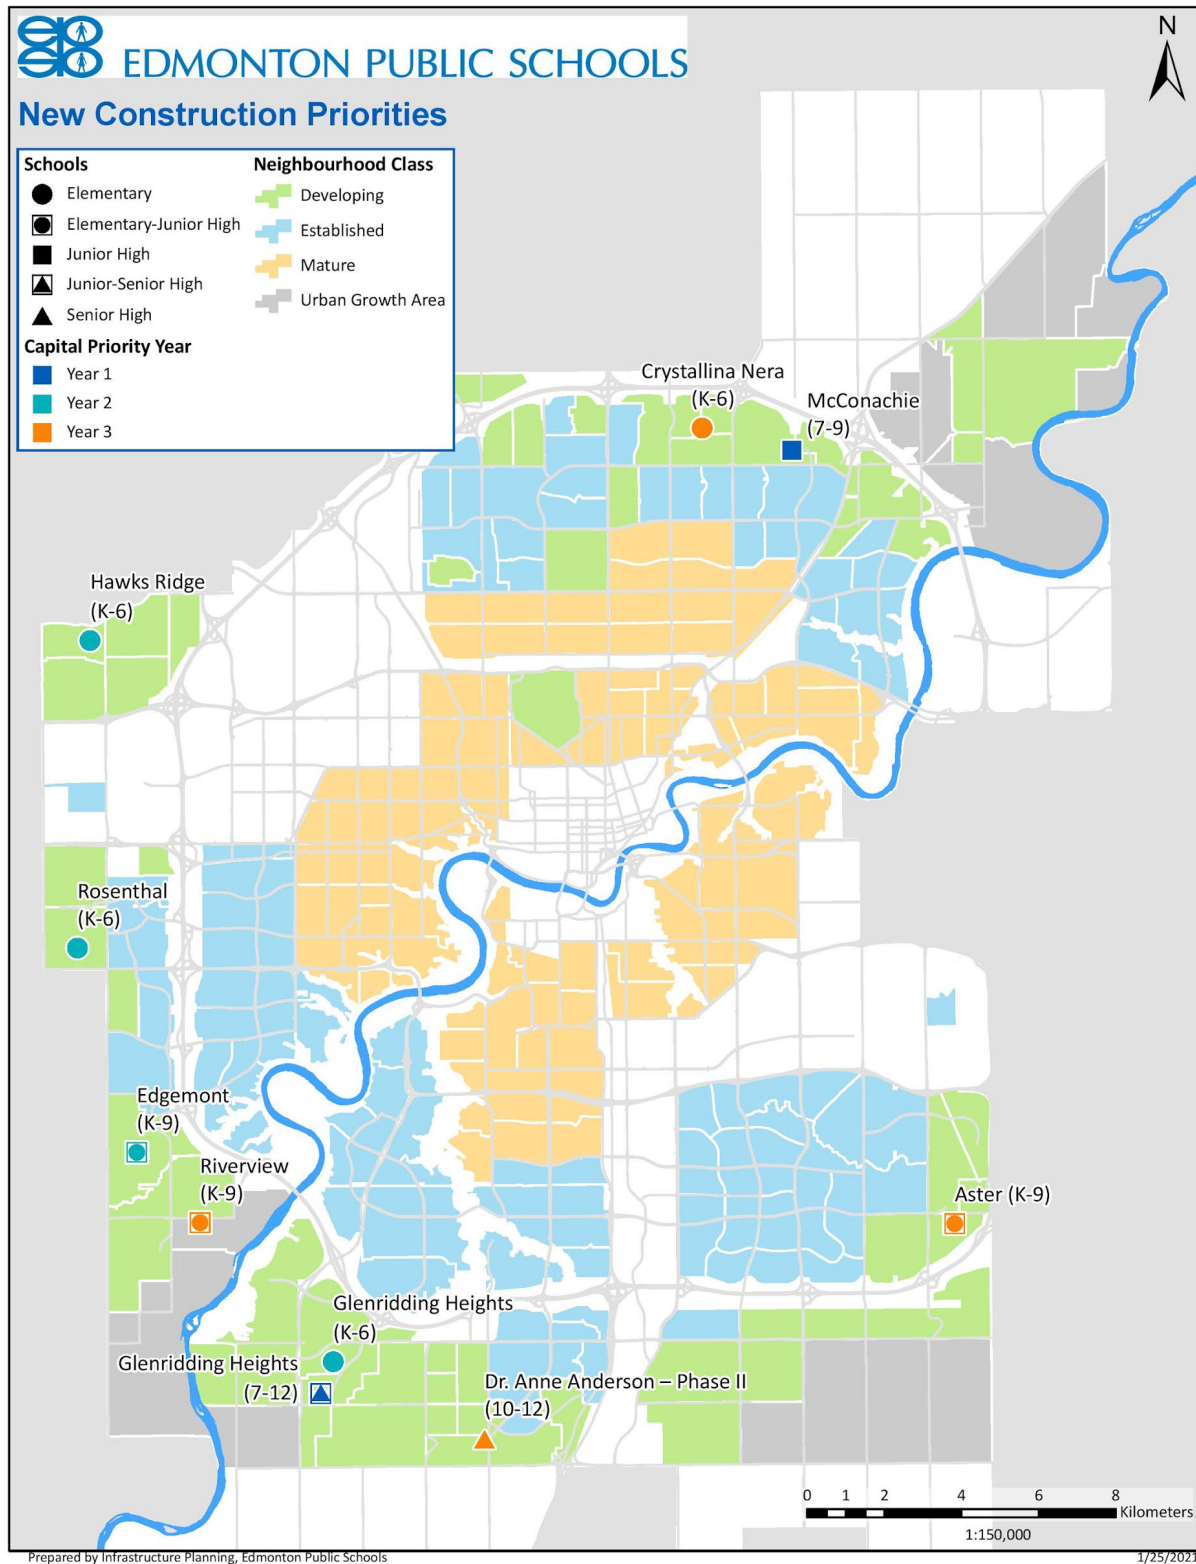 EDMONTON PUBLIC SCHOOLS
N
New Construction Priorities
Schools
Elementary
Elementary-Junior High
Junior High
Junior-Senior High
Senior High
Capital Priority Year
Year 1
Year 2
Year 3
Neighbourhood Class
Developing
Established
Mature
Urban Growth Area
Crystallina Nera
(K-6)
McConachie
(7-9)
Hawks Ridge
(K-6)
Rosenthal
(K-6)
Edgemont
(K-9)
Riverview
(K-9)
Aster (K-9)
Glenridding Heights
(K-6)
Glenridding Heights
(7-12)
Dr. Anne Anderson – Phase II
(10-12)
0 1 2 4 6 8
Kilometers
1:150,000
Prepared by Infrastructure Planning, Edmonton Public Schools
1/25/2021